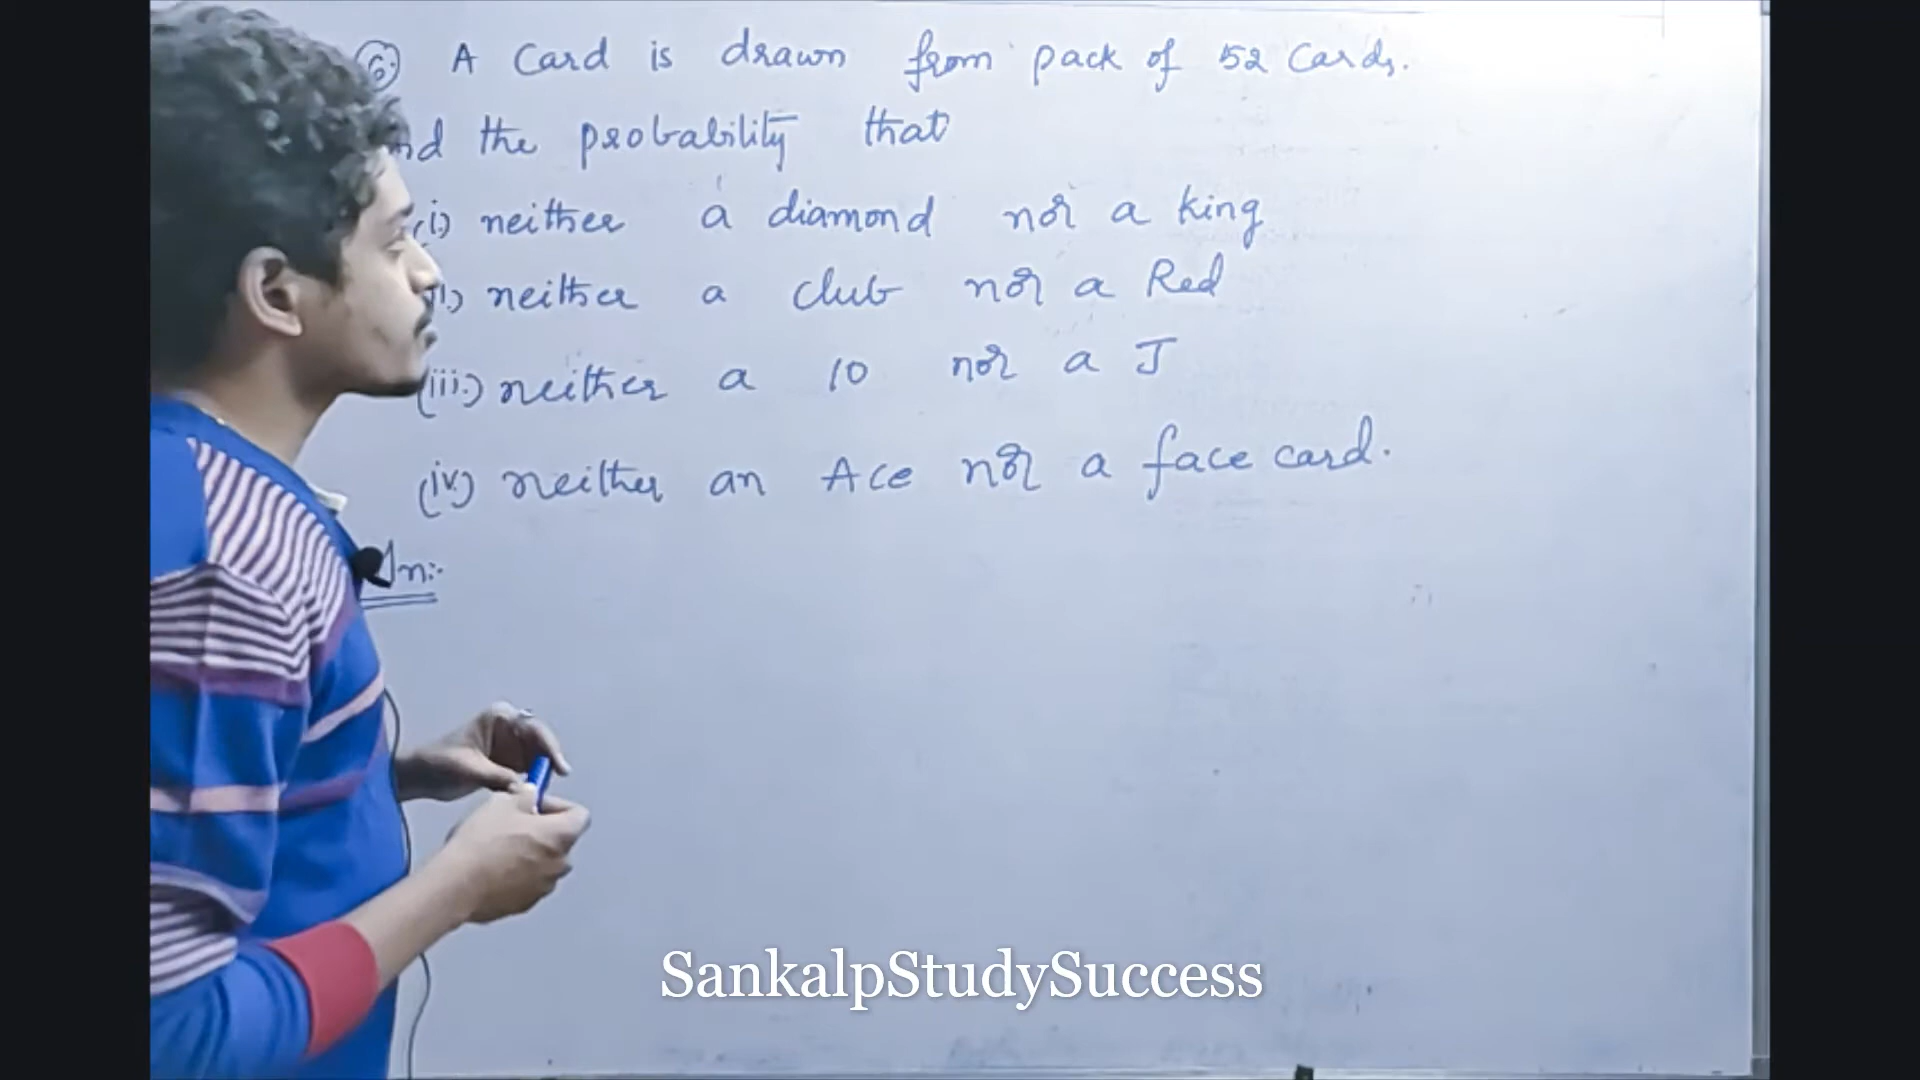 6. A Card is drawn from pack of 52 Cards.
the probability that
(i) neither a diamond nor a king
neither a club nor a Red
(iii.) neither a 10 nor a J
(iv.) neither an Ace nor a face card.
SankalpStudySuccess